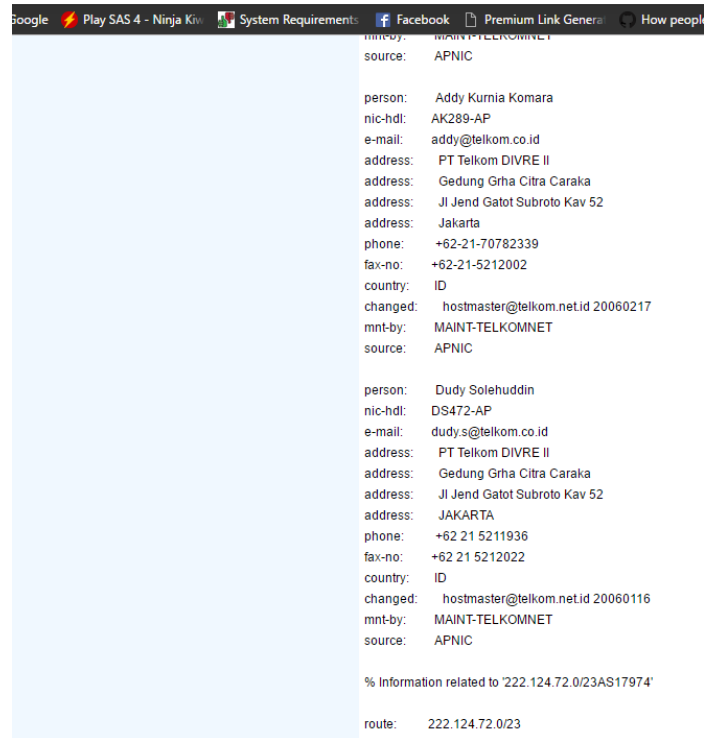 Google Play SAS 4 - Ninja Kiw System Requirements Facebook Premium Link Genera How people
mnt-by: MAINT-TELKOMNET
source: APNIC
person: Addy Kurnia Komara
nic-hdl: AK289-AP
e-mail: addy@telkom.co.id
address: PT Telkom DIVRE II
address: Gedung Grha Citra Caraka
address: Jl Jend Gatot Subroto Kav 52
address: Jakarta
phone: +62-21-70782339
fax-no: +62-21-5212002
country: ID
changed: hostmaster@telkom.net.id 20060217
mnt-by: MAINT-TELKOMNET
source: APNIC
person: Dudy Solehuddin
nic-hdl: DS472-AP
e-mail: dudy.s@telkom.co.id
address: PT Telkom DIVRE II
address: Gedung Grha Citra Caraka
address: Jl Jend Gatot Subroto Kav 52
address: JAKARTA
phone: +62 21 5211936
fax-no: +62 21 5212022
country: ID
changed: hostmaster@telkom.net.id 20060116
mnt-by: MAINT-TELKOMNET
source: APNIC
% Information related to '222.124.72.0/23AS17974'
route: 222.124.72.0/23